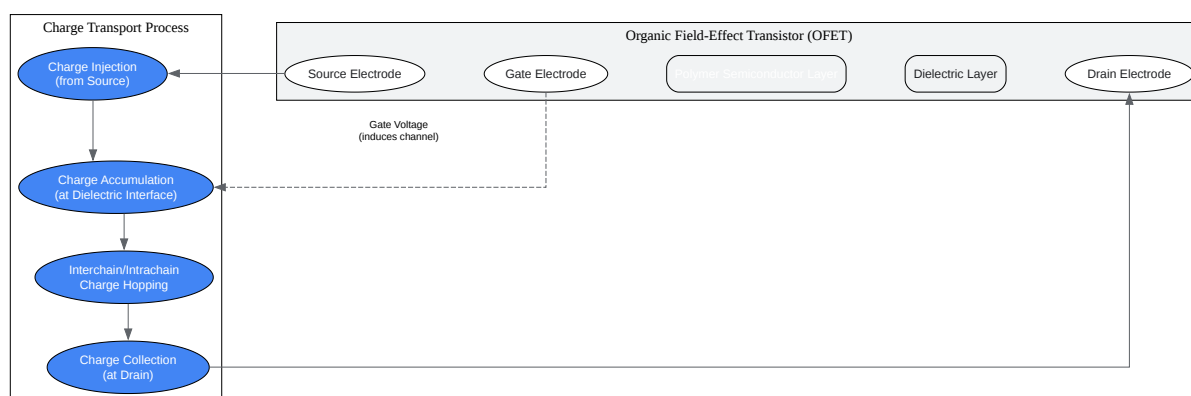 Charge Transport Process
Charge Injection
(from Source)
Charge Accumulation
(at Dielectric Interface)
Interchain/Intrachain
Charge Hopping
Charge Collection
(at Drain)
Organic Field-Effect Transistor (OFET)
Source Electrode
Gate Electrode
Polymer Semiconductor Layer
Dielectric Layer
Drain Electrode
Gate Voltage
(induces channel)